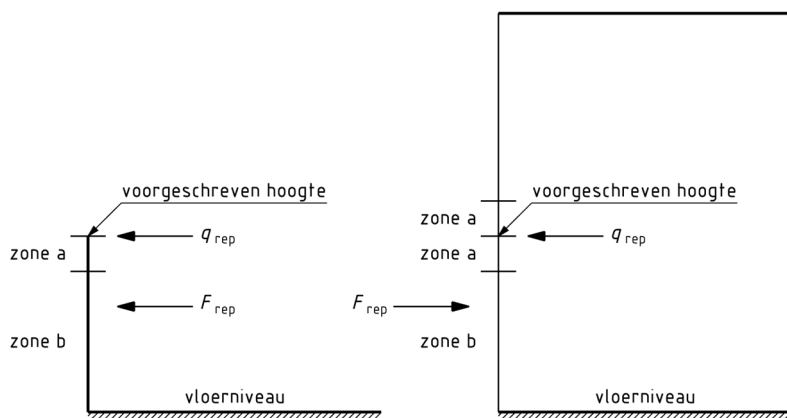 voorgeschreven hoogte
q rep
zone a
F rep
zone b
vloerniveau
voorgeschreven hoogte
zone a
q rep
zone a
F rep
zone b
vloerniveau